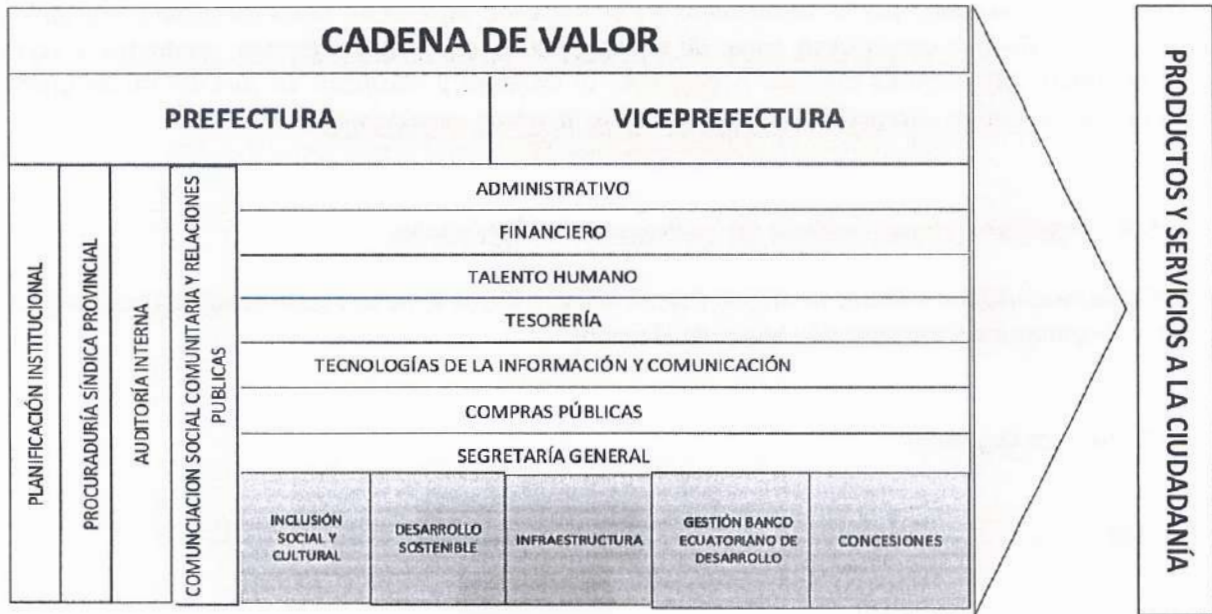 CADENA DE VALOR
PREFECTURA
VICEPREFECTURA
PLANIFICACIÓN INSTITUCIONAL
PROCURADURÍA SÍNDICA PROVINCIAL
AUDITORÍA INTERNA
COMUNCIACION SOCIAL COMUNITARIA Y RELACIONES
PUBLICAS
ADMINISTRATIVO
FINANCIERO
TALENTO HUMANO
TESORERÍA
TECNOLOGÍAS DE LA INFORMACIÓN Y COMUNICACIÓN
COMPRAS PÚBLICAS
SEGRETARÍA GENERAL
INCLUSIÓN
SOCIAL Y
CULTURAL
DESARROLLO
SOSTENIBLE
INFRAESTRUCTURA
GESTIÓN BANCO
ECUATORIANO DE
DESARROLLO
CONCESIONES
PRODUCTOS Y SERVICIOS A LA CIUDADANÍA